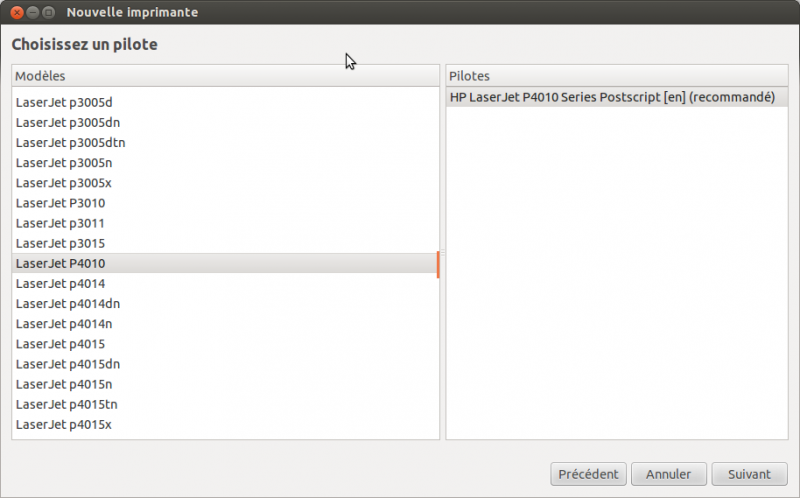 Nouvelle imprimante
Choisissez un pilote
Modèles
LaserJet p3005d
LaserJet p3005dn
LaserJet p3005dtn
LaserJet p3005n
LaserJet p3005x
LaserJet P3010
LaserJet p3011
LaserJet p3015
LaserJet P4010
LaserJet p4014
LaserJet p4014dn
LaserJet p4014n
LaserJet p4015
LaserJet p4015dn
LaserJet p4015n
LaserJet p4015tn
LaserJet p4015x
Pilotes
HP LaserJet P4010 Series Postscript [en] (recommandé)
Précédent
Annuler
Suivant